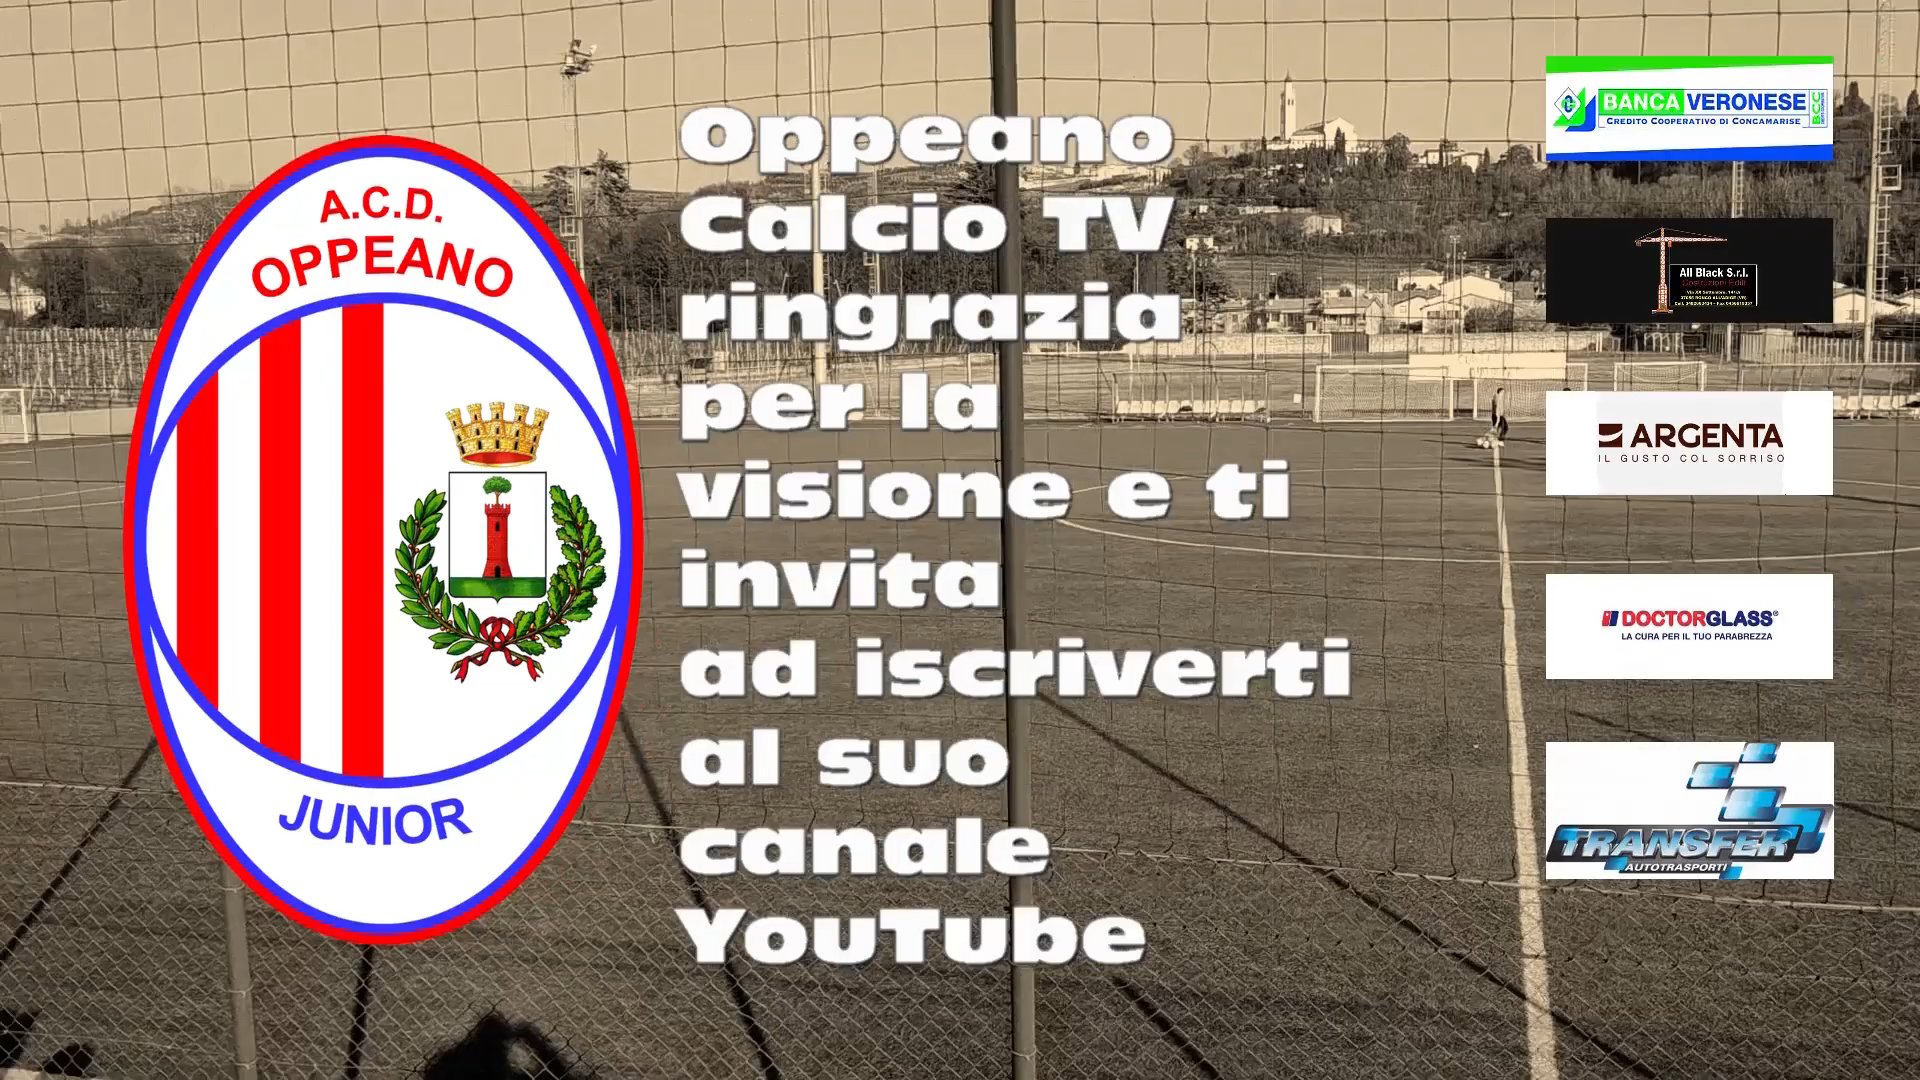 A.C.D.
OPPEANO
JUNIOR
Oppeano
Calcio TV
ringrazia
per la
visione e ti
invita
ad iscriverti
al suo
canale
YouTube
BANCA VERONESE
CREDITO COOPERATIVO DI CONCAMARISE
BCC
All Black S.r.l.
Costruzioni Edili
ARGENTA
IL GUSTO COL SORRISO
DOCTORGLASS®
LA CURA PER IL TUO PARABREZZA
TRANSFER
AUTOTRASPORTI